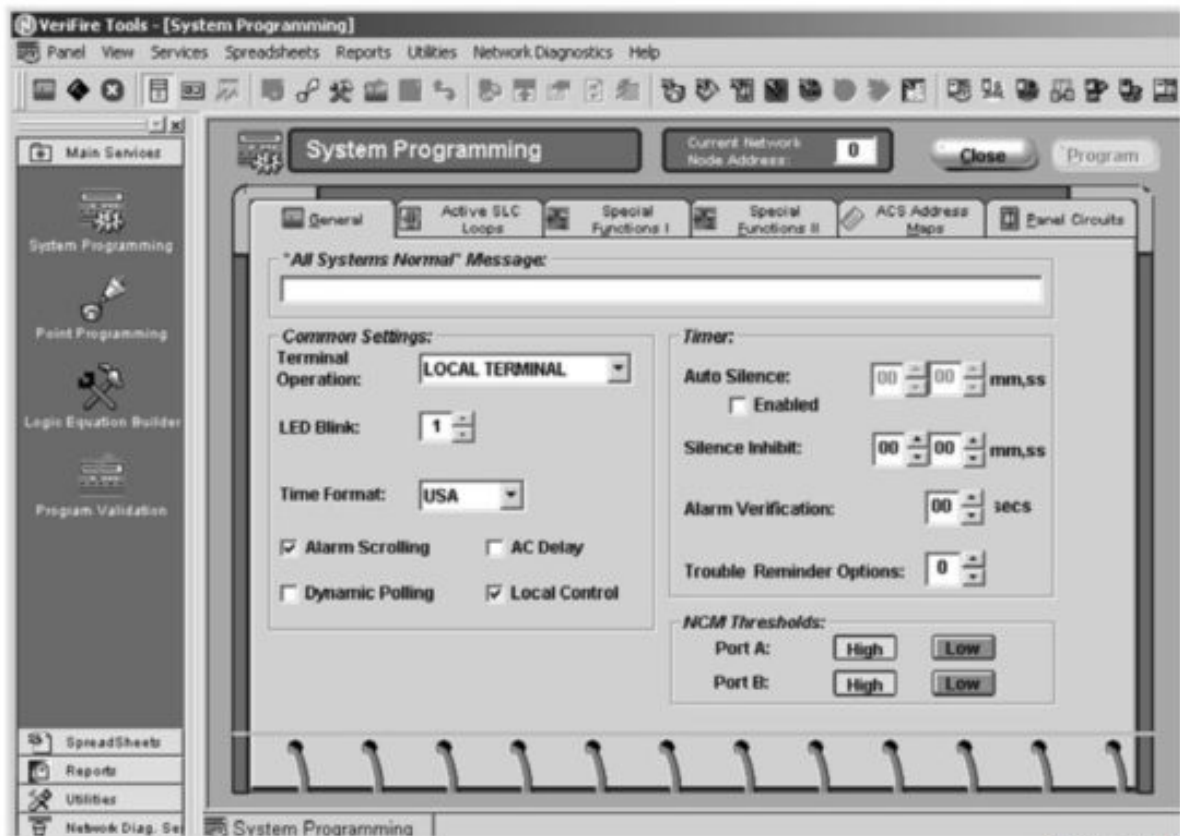 VeriFire Tools - [System Programming]
Panel View Services Spreadsheets Reports Utilities Network Diagnostics Help
Main Services
System Programming
Point Programming
Logic Equation Builder
Program Validation
SpreadSheets
Reports
Utilities
Network Diag. Se
System Programming
Current Network
Node Address:
0
Close
Program
General
Active SLC
Loops
Special
Functions I
Special
Functions II
ACS Address
Maps
Panel Circuits
"All Systems Normal" Message:
Common Settings:
Terminal
Operation:
LOCAL TERMINAL
LED Blink:
1
Time Format:
USA
Alarm Scrolling
AC Delay
Dynamic Polling
Local Control
Timer:
Auto Silence:
00 00 mm,ss
Enabled
Silence Inhibit:
00 00 mm,ss
Alarm Verification:
00 secs
Trouble Reminder Options:
0
NCM Thresholds:
Port A:
High
Low
Port B:
High
Low
System Programming